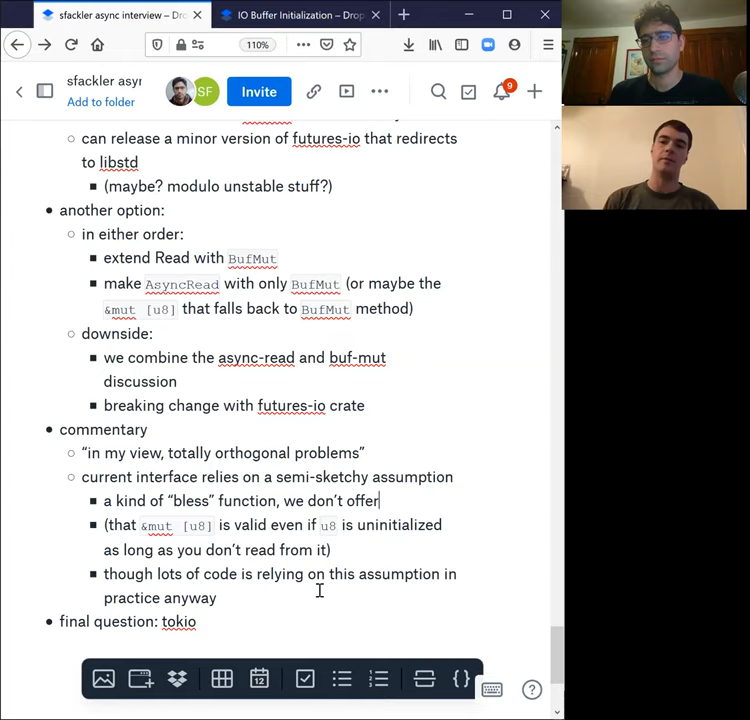 sfackler async interview – Dro
IO Buffer Initialization – Drop
110%
sfackler asyr
Add to folder
SF
Invite
9
can release a minor version of futures-io that redirects
to libstd
(maybe? modulo unstable stuff?)
another option:
in either order:
extend Read with BufMut
make AsyncRead with only BufMut (or maybe the
&mut [u8] that falls back to BufMut method)
downside:
we combine the async-read and buf-mut
discussion
breaking change with futures-io crate
commentary
“in my view, totally orthogonal problems”
current interface relies on a semi-sketchy assumption
a kind of “bless” function, we don’t offer
(that &mut [u8] is valid even if u8 is uninitialized
as long as you don’t read from it)
though lots of code is relying on this assumption in
practice anyway
final question: tokio
12